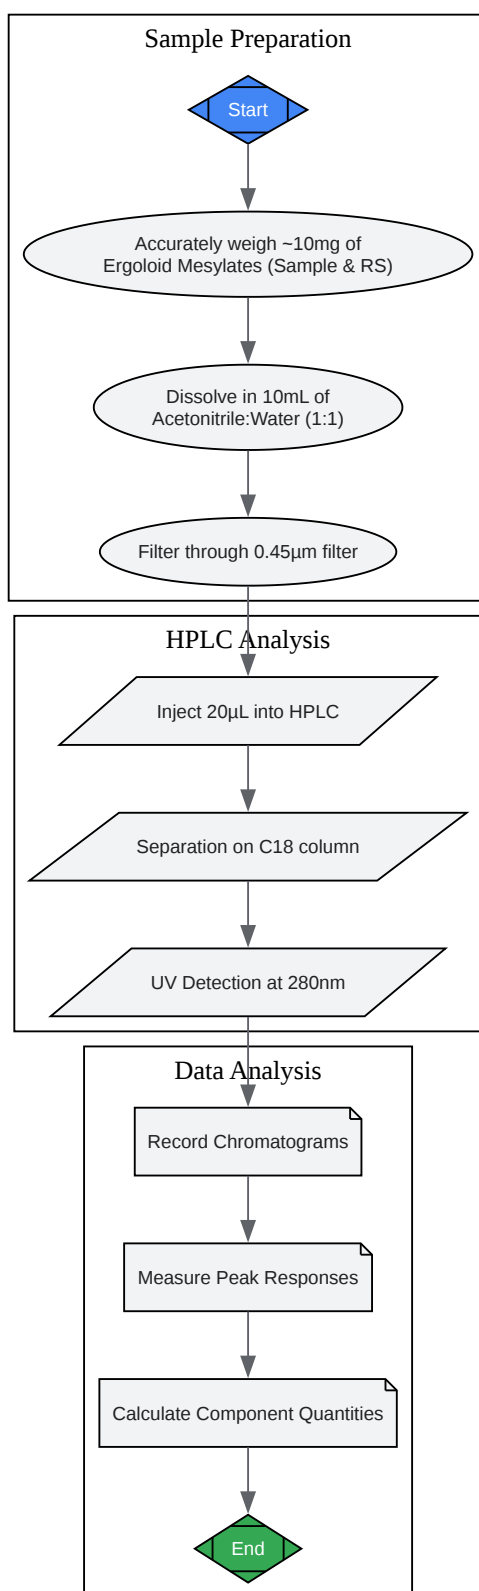 Sample Preparation
Start
Accurately weigh ~10mg of
Ergoloid Mesylates (Sample & RS)
Dissolve in 10mL of
Acetonitrile:Water (1:1)
Filter through 0.45µm filter
HPLC Analysis
Inject 20µL into HPLC
Separation on C18 column
UV Detection at 280nm
Data Analysis
Record Chromatograms
Measure Peak Responses
Calculate Component Quantities
End